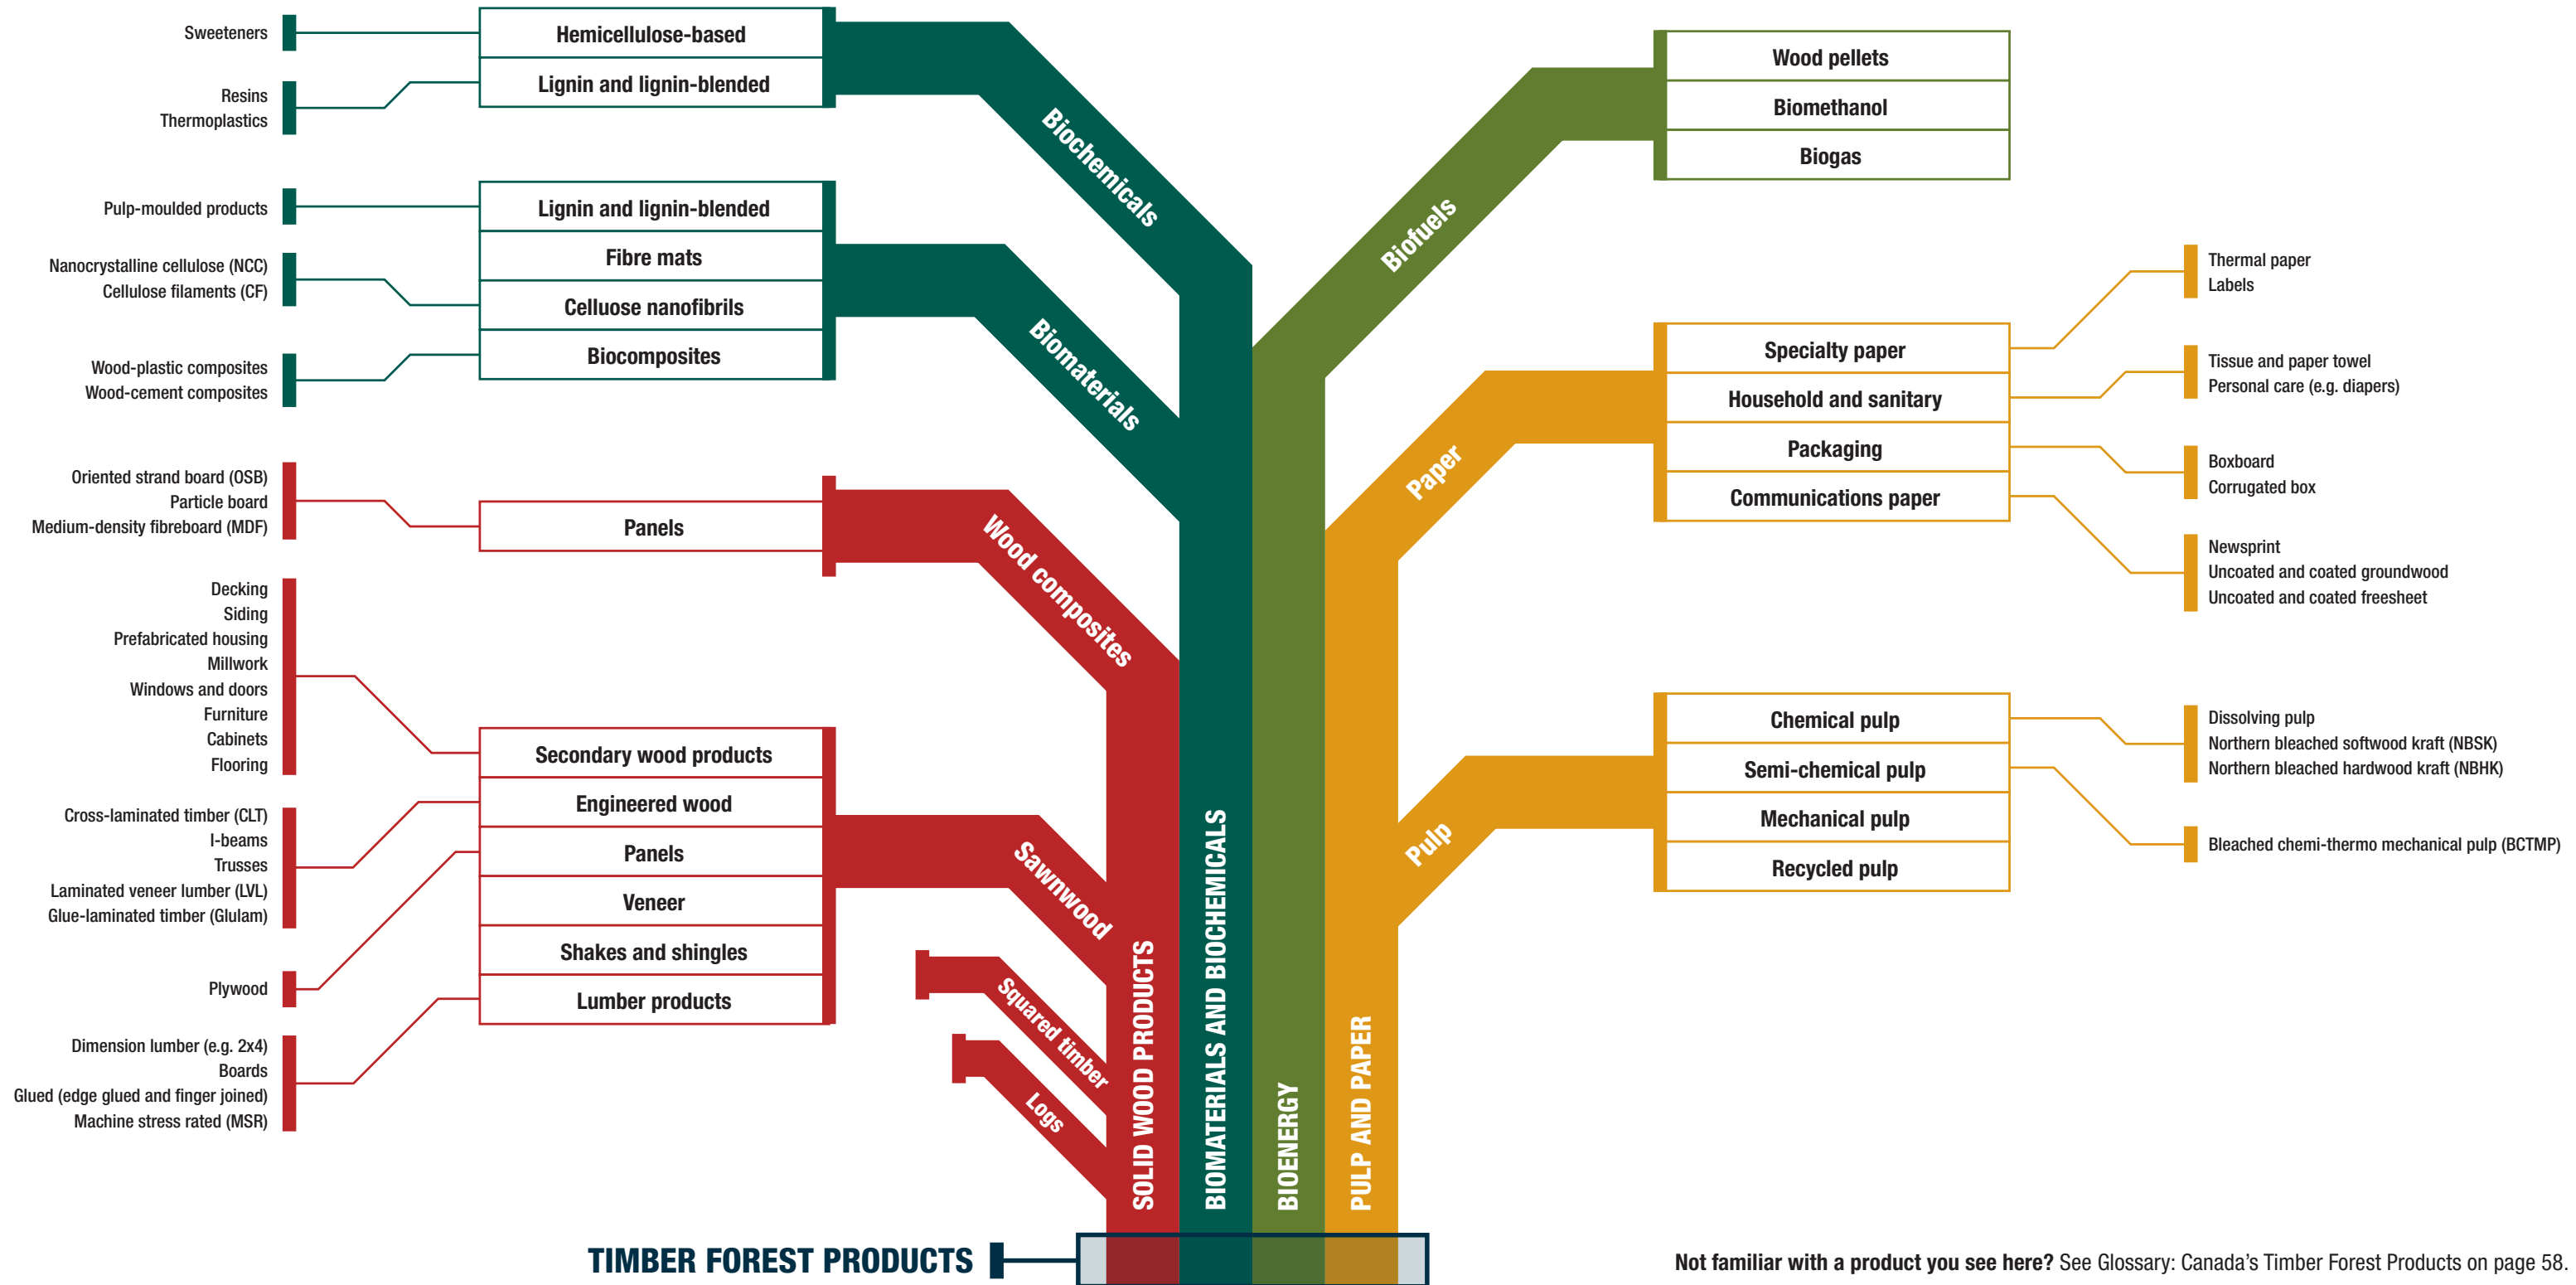 Sweeteners
Resins
Thermoplastics
Hemicellulose-based
Lignin and lignin-blended
Biochemicals
Pulp-moulded products
Nanocrystalline cellulose (NCC)
Cellulose filaments (CF)
Wood-plastic composites
Wood-cement composites
Lignin and lignin-blended
Fibre mats
Celluose nanofibrils
Biocomposites
Biomaterials
Oriented strand board (OSB)
Particle board
Medium-density fibreboard (MDF)
Panels
Wood composites
Decking
Siding
Prefabricated housing
Millwork
Windows and doors
Furniture
Cabinets
Flooring
Cross-laminated timber (CLT)
I-beams
Trusses
Laminated veneer lumber (LVL)
Glue-laminated timber (Glulam)
Plywood
Dimension lumber (e.g. 2x4)
Boards
Glued (edge glued and finger joined)
Machine stress rated (MSR)
Secondary wood products
Engineered wood
Panels
Veneer
Shakes and shingles
Lumber products
Sawnwood
Squared timber
Logs
SOLID WOOD PRODUCTS
BIOMATERIALS AND BIOCHEMICALS
BIOENERGY
PULP AND PAPER
Biofuels
Wood pellets
Biomethanol
Biogas
Paper
Specialty paper
Household and sanitary
Packaging
Communications paper
Thermal paper
Labels
Tissue and paper towel
Personal care (e.g. diapers)
Boxboard
Corrugated box
Newsprint
Uncoated and coated groundwood
Uncoated and coated freesheet
Pulp
Chemical pulp
Semi-chemical pulp
Mechanical pulp
Recycled pulp
Dissolving pulp
Northern bleached softwood kraft (NBSK)
Northern bleached hardwood kraft (NBHK)
Bleached chemi-thermo mechanical pulp (BCTMP)
TIMBER FOREST PRODUCTS
Not familiar with a product you see here? See Glossary: Canada's Timber Forest Products on page 58.